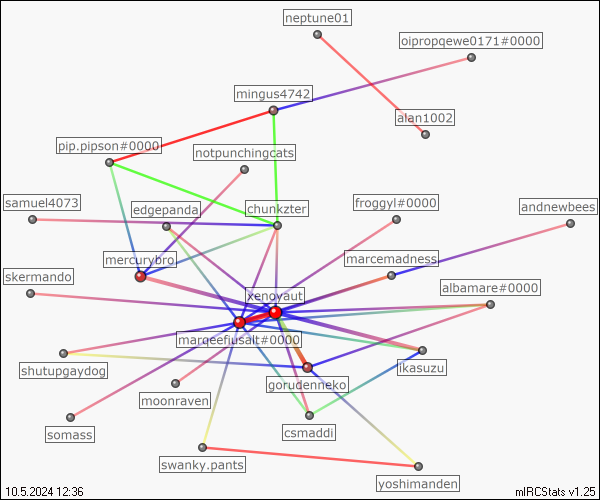 neptune01
oipropqewe0171#0000
mingus4742
alan1002
pip.pipson#0000
notpunchingcats
samuel4073
edgepanda
chunkzter
froggyl#0000
andnewbees
mercurybro
marcemadness
skermando
xenoyaut
albamare#0000
marqeefiusait#0000
shutupgaydog
gorudenneko
ikasuzu
moonraven
somass
csmaddi
swanky.pants
yoshimanden
10.5.2024 12:36
mIRCStats v1.25